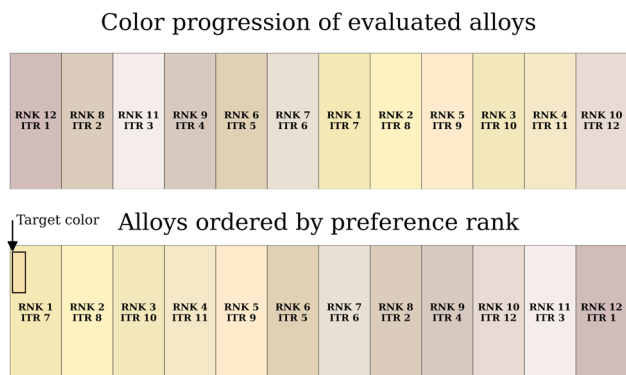 Color progression of evaluated alloys
RNK 12 RNK 8 RNK 11 RNK 9 RNK 6 RNK 7 RNK 1 RNK 2 RNK 5 RNK 3 RNK 4 RNK 10
ITR 1 ITR 2 ITR 3 ITR 4 ITR 5 ITR 6 ITR 7 ITR 8 ITR 9 ITR 10 ITR 11 ITR 12
Target color
Alloys ordered by preference rank
RNK 1 RNK 2 RNK 3 RNK 4 RNK 5 RNK 6 RNK 7 RNK 8 RNK 9 RNK 10 RNK 11 RNK 12
ITR 7 ITR 8 ITR 10 ITR 11 ITR 9 ITR 5 ITR 6 ITR 2 ITR 4 ITR 12 ITR 3 ITR 1